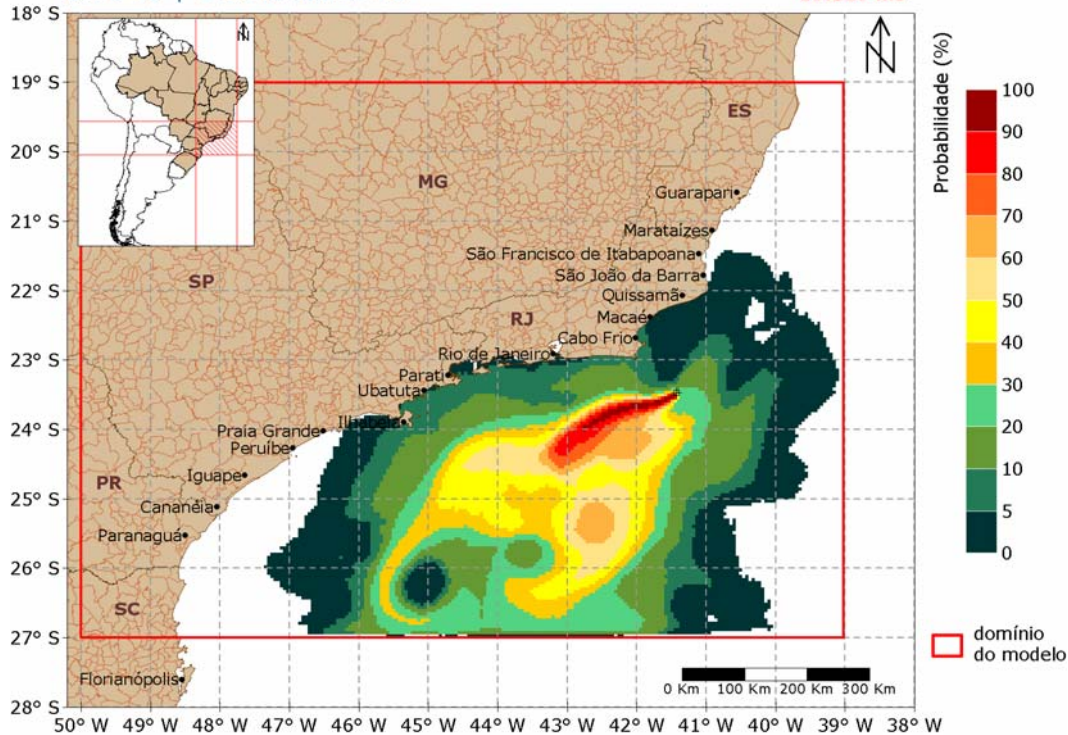 18° S
19° S
20° S
21° S
22° S
23° S
24° S
25° S
26° S
27° S
28° S
50° W
49° W
48° W
47° W
46° W
45° W
44° W
43° W
42° W
41° W
40° W
39° W
38° W
N
N
ES
MG
SP
RJ
PR
SC
Guarapari
Marataízes
São Francisco de Itabapoana
São João da Barra
Quissamã
Macaé
Cabo Frio
Rio de Janeiro
Parati
Ubatuta
Ilhabela
Praia Grande
Peruíbe
Iguape
Cananéia
Paranaguá
Florianópolis
0 Km 100 Km 200 Km 300 Km
Probabilidade (%)
100
90
80
70
60
50
40
30
20
10
5
0
domínio
do modelo